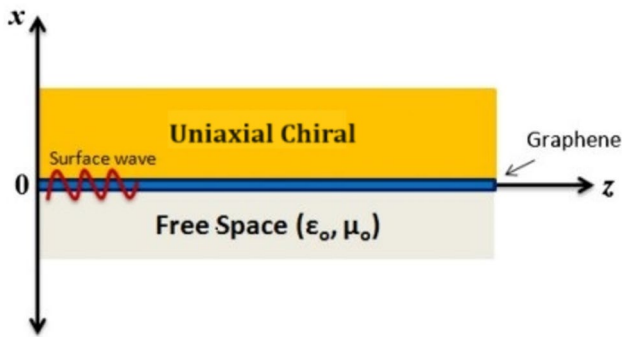 x
Uniaxial Chiral
Graphene
Surface wave
0
z
Free Space (εo, μo)